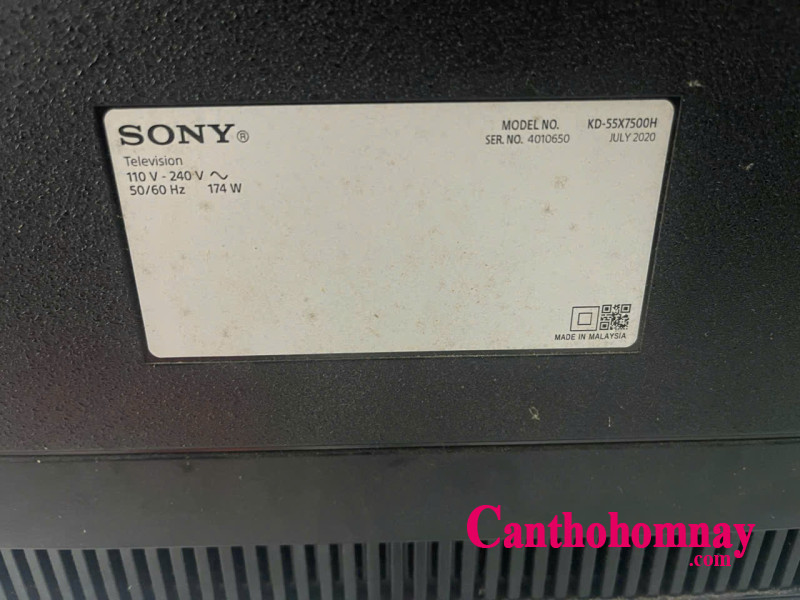 SONY®
Television
110 V - 240 V ~
50/60 Hz 174 W
MODEL NO. KD-55X7500H
SER. NO. 4010650 JULY 2020
MADE IN MALAYSIA
Canthohomnay
.com